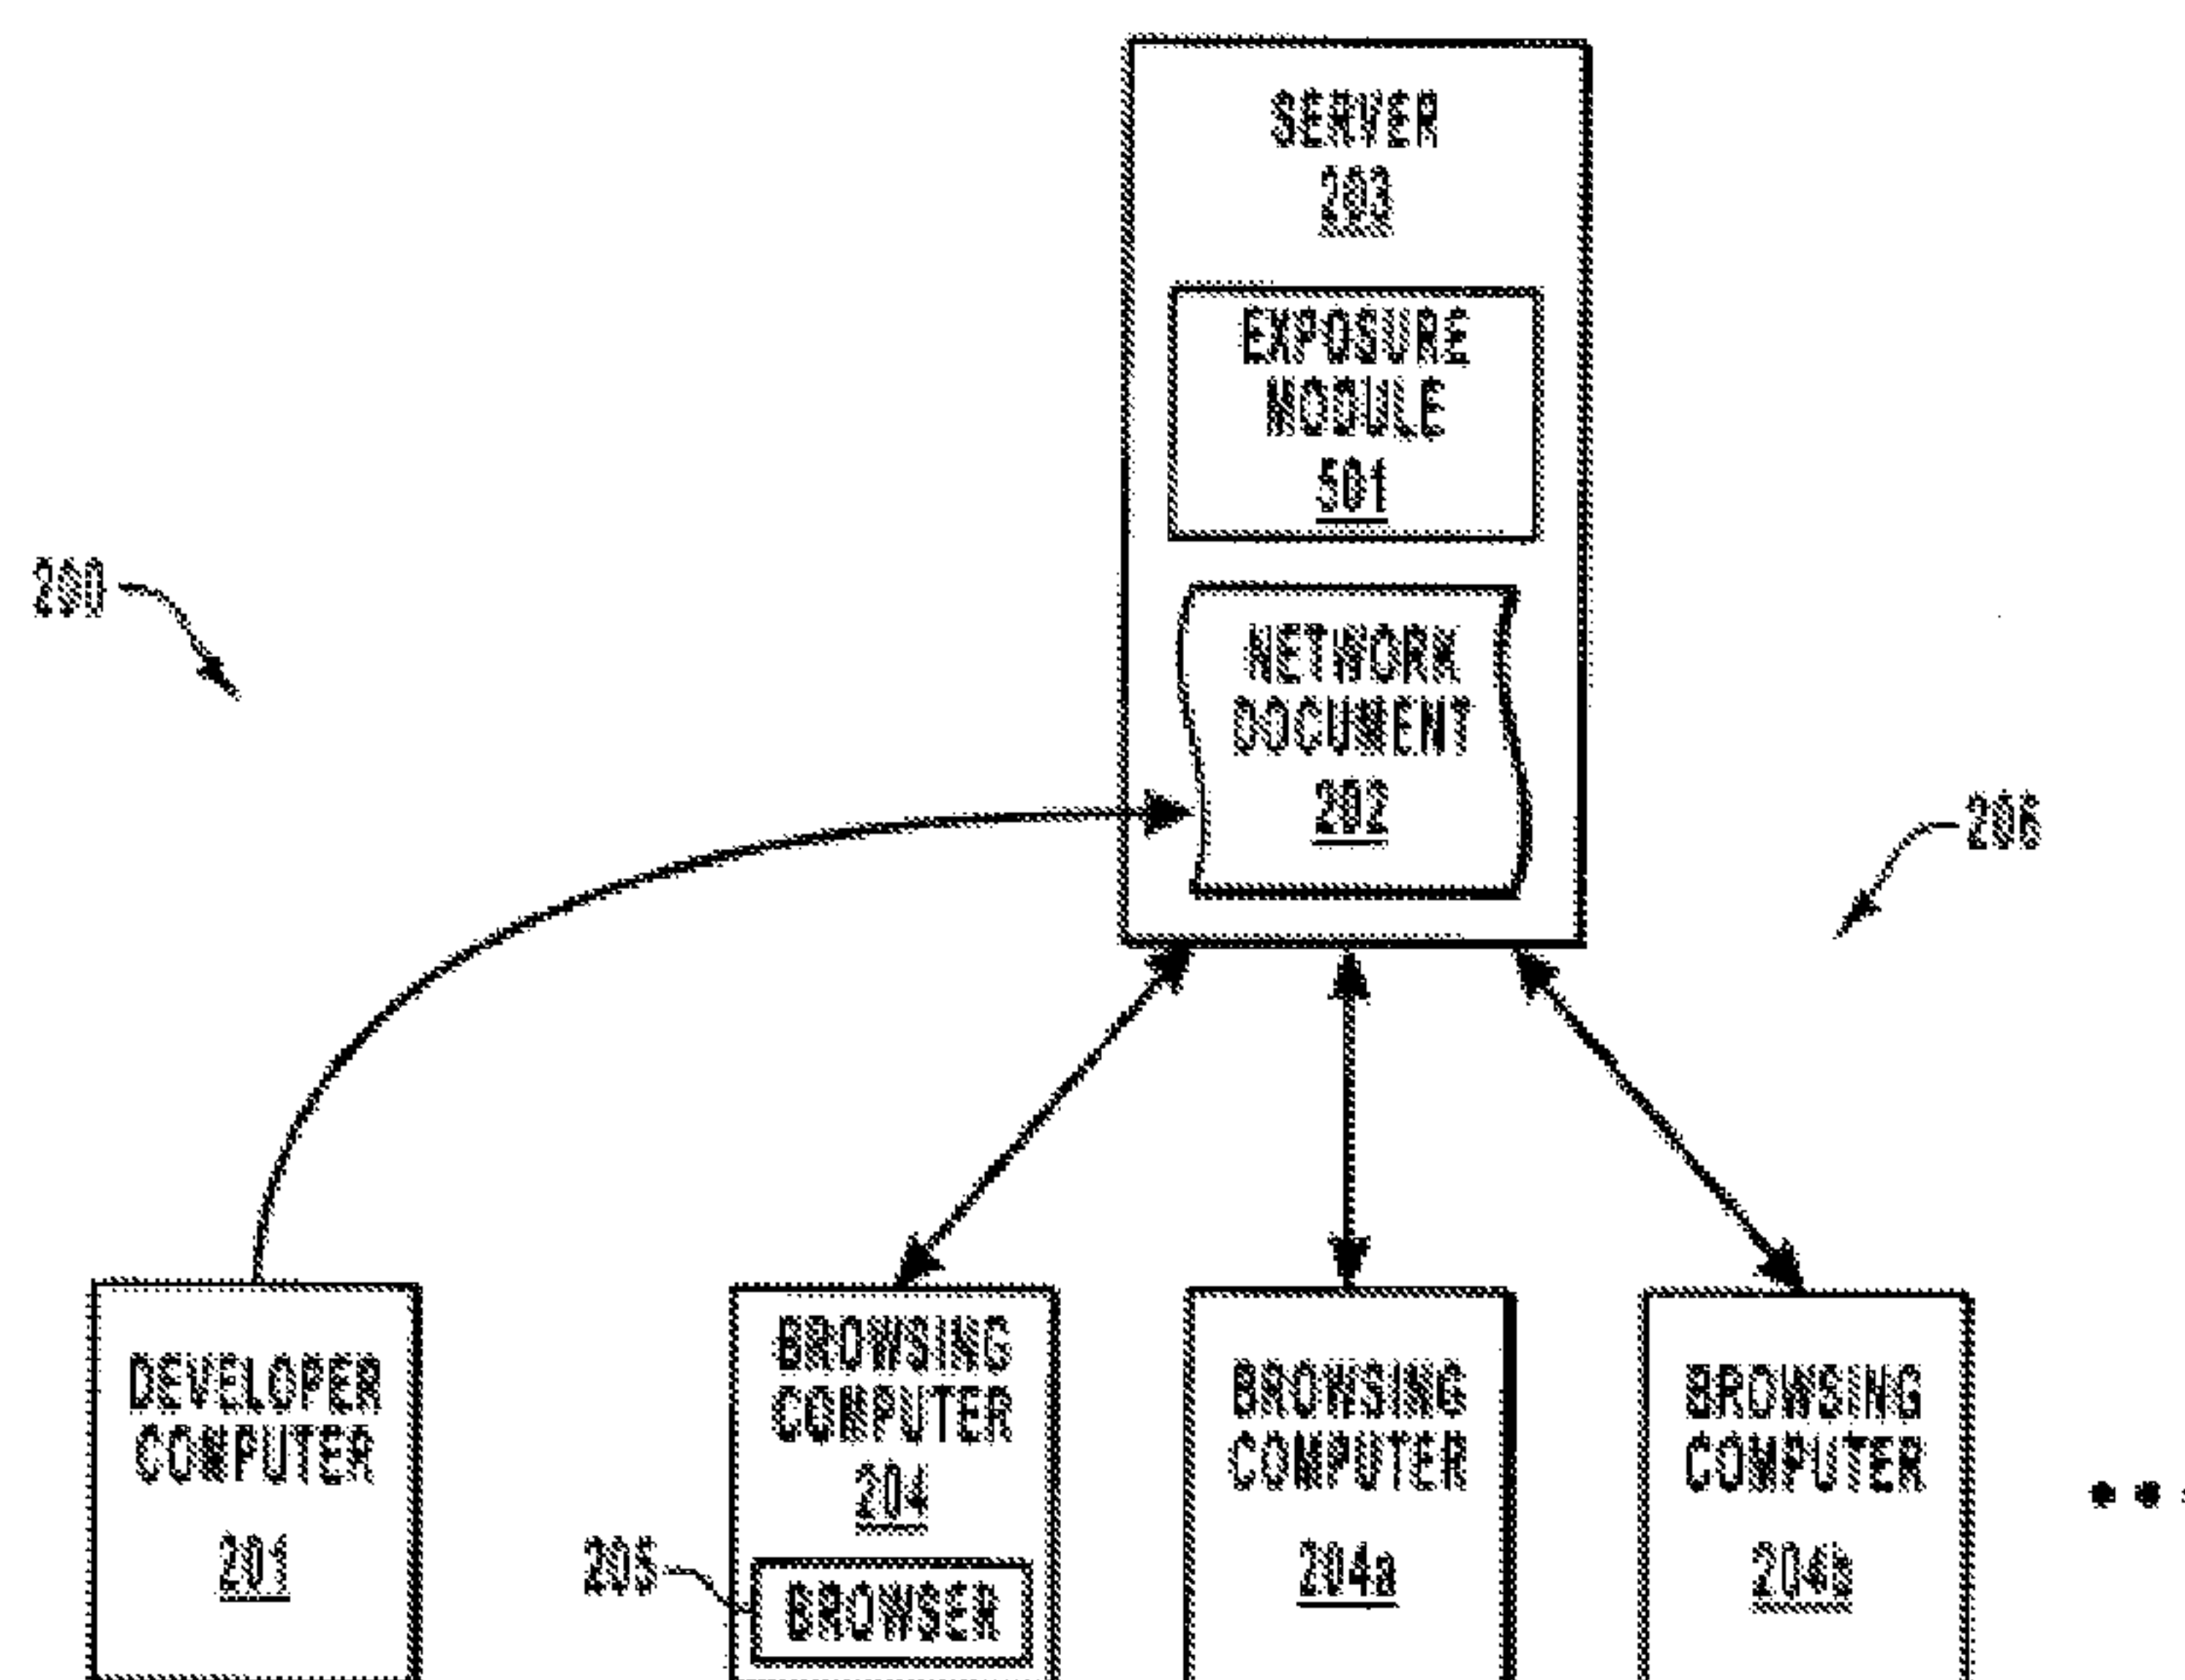 SERVER
203
EXPOSURE
MODULE
501
200
NETWORK
DOCUMENT
202
206
DEVELOPER
COMPUTER
201
BROWSING
COMPUTER
204
205
BROWSER
BROWSING
COMPUTER
204a
BROWSING
COMPUTER
204b